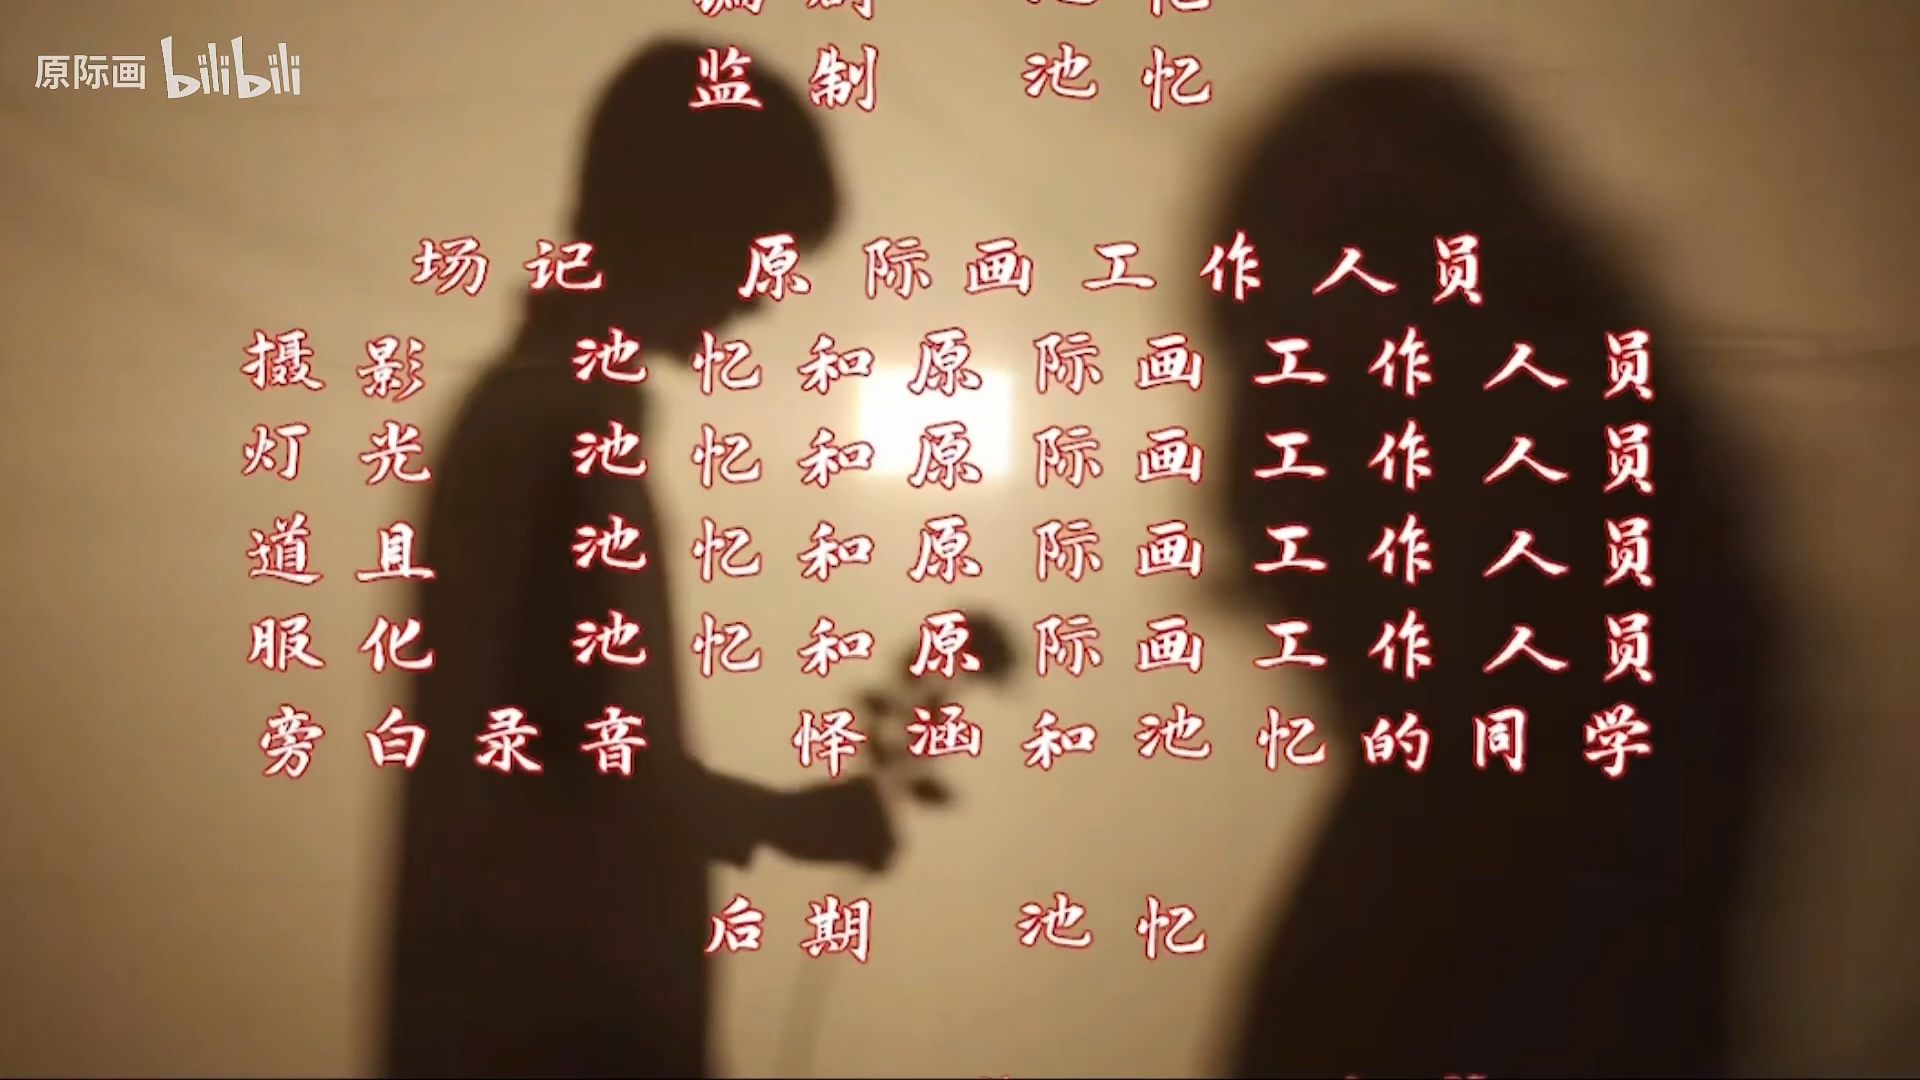 原际画 bilibili
编剧 池忆
监制 池忆
场记 原际画工作人员
摄影 池忆和原际画工作人员
灯光 池忆和原际画工作人员
道具 池忆和原际画工作人员
服化 池忆和原际画工作人员
旁白录音 怿涵和池忆的同学
后期 池忆